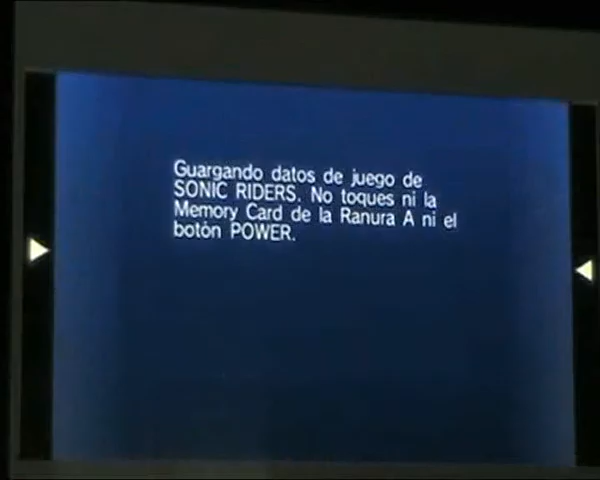 Guargando datos de juego de
SONIC RIDERS. No toques ni la
Memory Card de la Ranura A ni el
botón POWER.